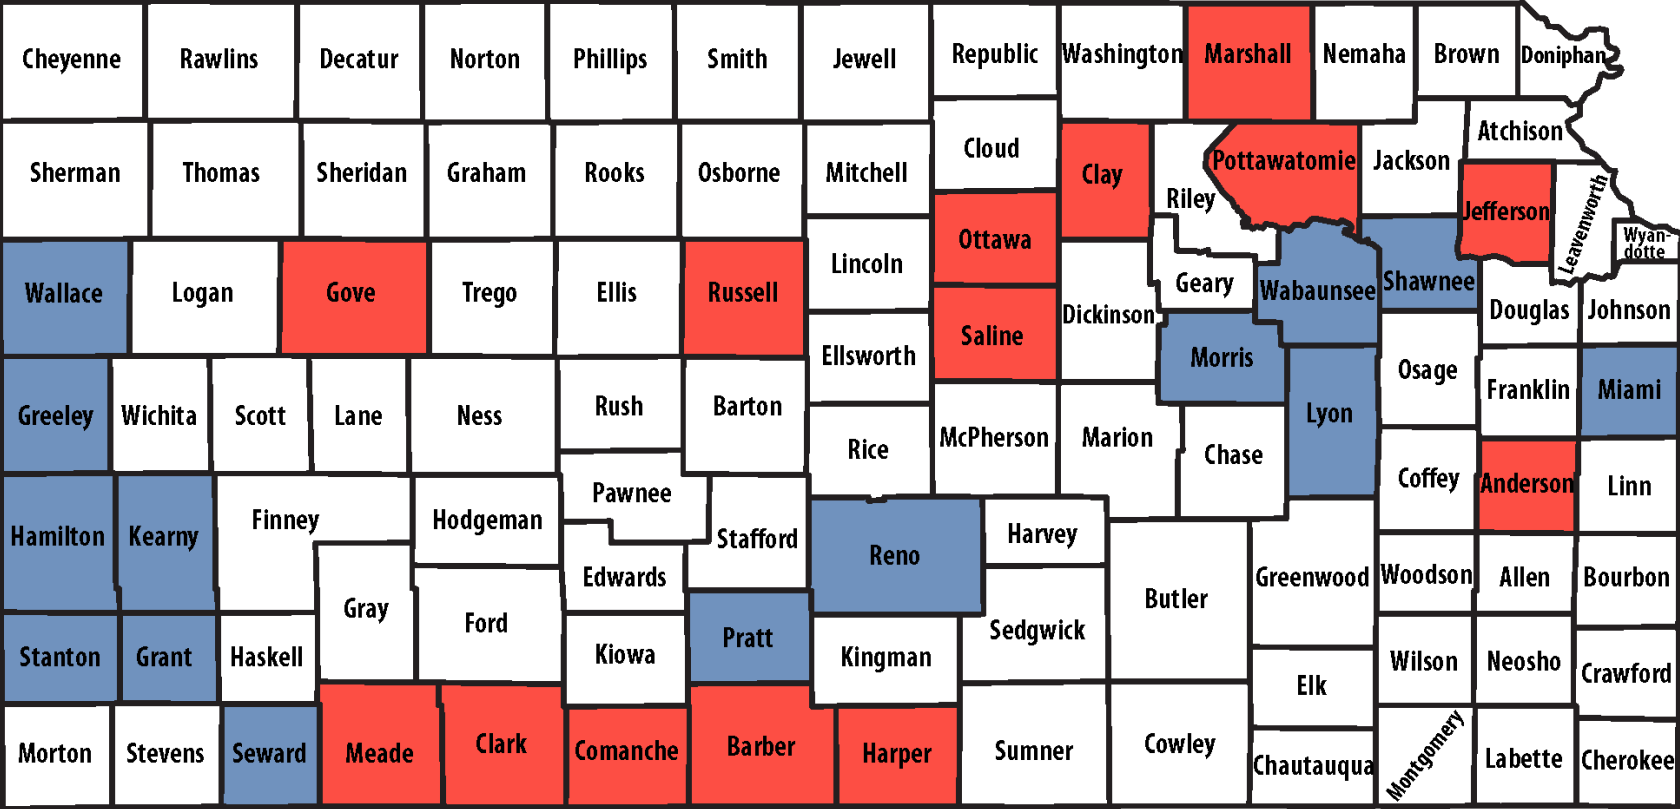 Cheyenne
Rawlins
Decatur
Norton
Phillips
Smith
Jewell
Republic
Washington
Marshall
Nemaha
Brown
Doniphan
Sherman
Thomas
Sheridan
Graham
Rooks
Osborne
Mitchell
Cloud
Clay
Riley
Pottawatomie
Jackson
Atchison
Jefferson
Leavenworth
Wyan-
dotte
Wallace
Logan
Gove
Trego
Ellis
Russell
Lincoln
Ottawa
Saline
Dickinson
Geary
Wabaunsee
Shawnee
Douglas
Johnson
Greeley
Wichita
Scott
Lane
Ness
Rush
Barton
Ellsworth
Rice
McPherson
Marion
Morris
Chase
Lyon
Osage
Franklin
Miami
Hamilton
Kearny
Finney
Hodgeman
Pawnee
Stafford
Edwards
Reno
Harvey
Coffey
Anderson
Linn
Gray
Ford
Butler
Greenwood
Woodson
Allen
Bourbon
Stanton
Grant
Haskell
Kiowa
Pratt
Kingman
Sedgwick
Elk
Wilson
Neosho
Crawford
Morton
Stevens
Seward
Meade
Clark
Comanche
Barber
Harper
Sumner
Cowley
Chautauqua
Montgomery
Labette
Cherokee